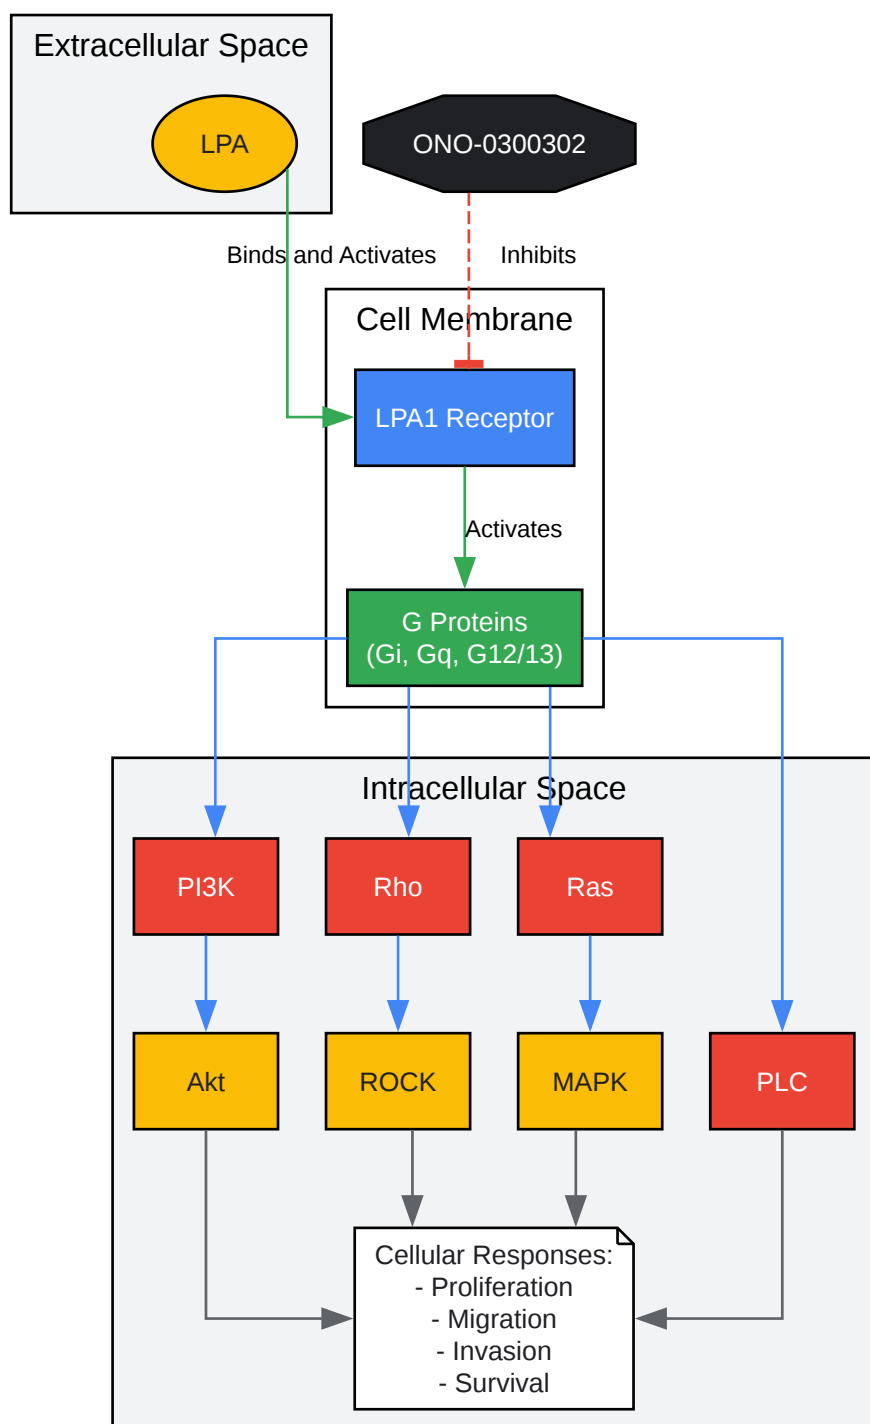 Extracellular Space
LPA
ONO-0300302
Binds and Activates
Inhibits
Cell Membrane
LPA1 Receptor
Activates
G Proteins
(Gi, Gq, G12/13)
Intracellular Space
PI3K
Rho
Ras
Akt
ROCK
MAPK
PLC
Cellular Responses:
- Proliferation
- Migration
- Invasion
- Survival